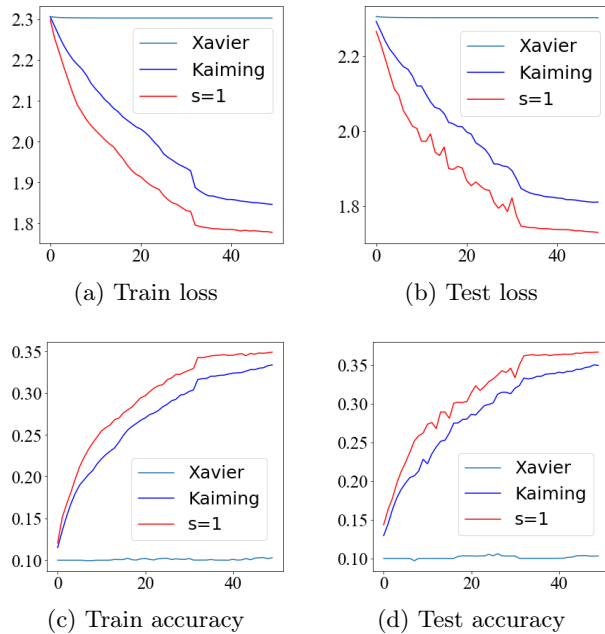 2.3
2.2
2.1
2.0
1.9
1.8
0
20
40
Xavier
Kaiming
s=1
(a) Train loss
2.2
2.0
1.8
0
20
40
Xavier
Kaiming
s=1
(b) Test loss
0.35
0.30
0.25
0.20
0.15
0.10
0
20
40
Xavier
Kaiming
s=1
(c) Train accuracy
0.35
0.30
0.25
0.20
0.15
0.10
0
20
40
Xavier
Kaiming
s=1
(d) Test accuracy